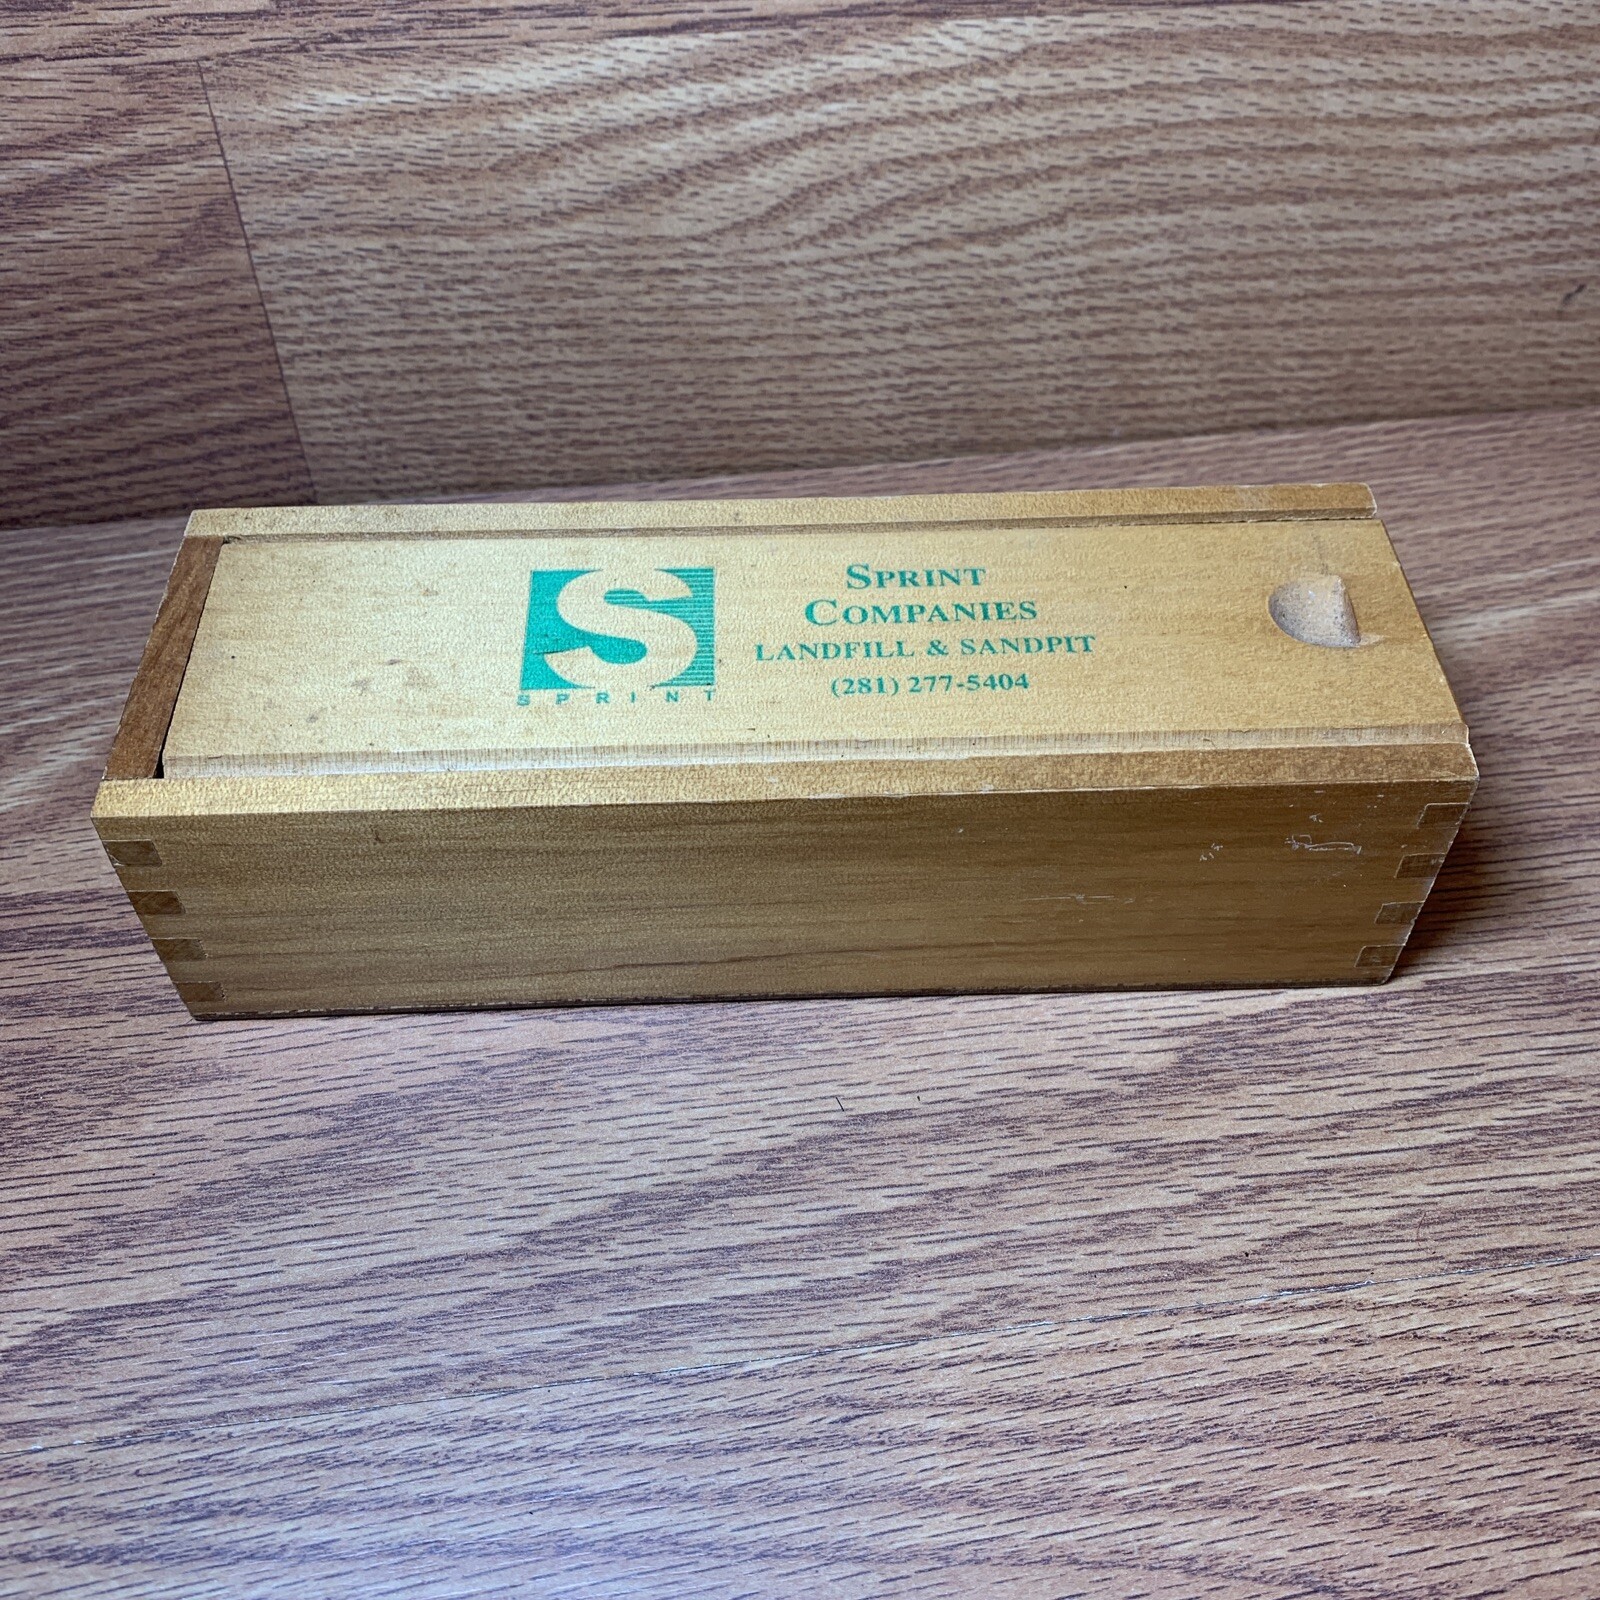 S
SPRINT
SPRINT
COMPANIES
LANDFILL & SANDPIT
(281) 277-5404